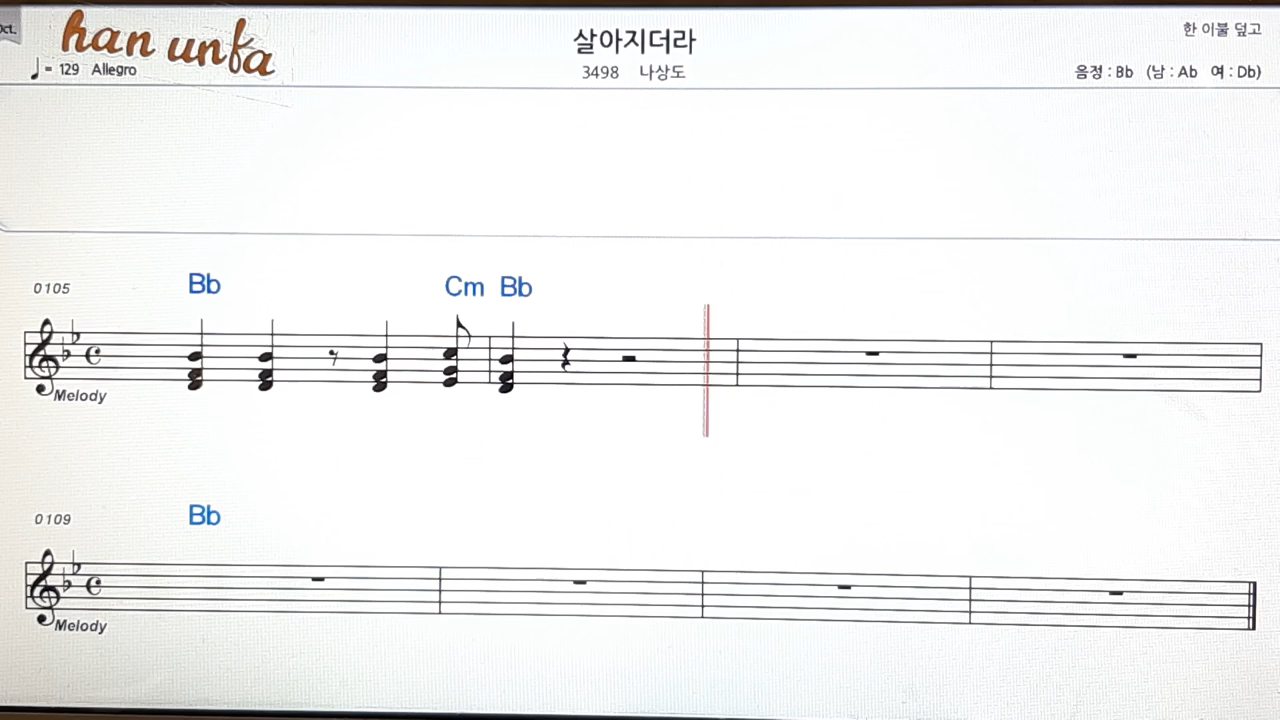 Oct.
han unfa
살아지더라
한 이불 덮고
♩= 129 Allegro
3498 나상도
음정 : Bb (남 : Ab 여 : Db)
0105
Bb Cm Bb
Melody
0109
Bb
Melody